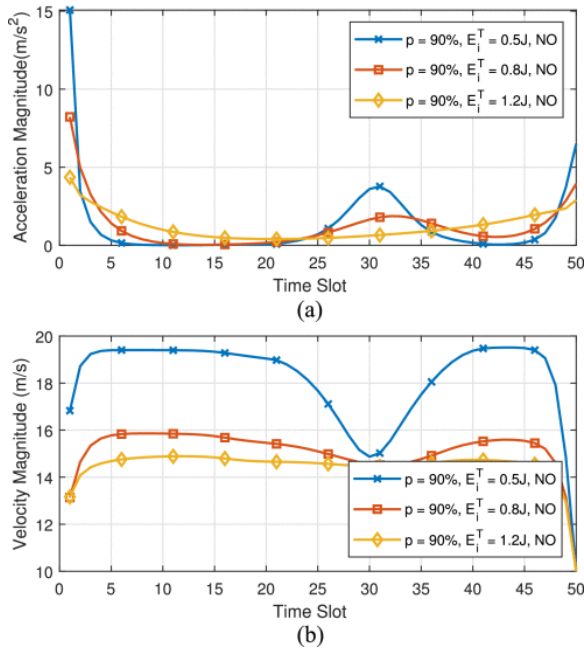 (a)
15
10
5
0
Acceleration Magnitude(m/s²)
p = 90%, E_i^T = 0.5J, NO
p = 90%, E_i^T = 0.8J, NO
p = 90%, E_i^T = 1.2J, NO
0 5 10 15 20 25 30 35 40 45 50
Time Slot
(a)
20
18
16
14
12
10
Velocity Magnitude (m/s)
p = 90%, E_i^T = 0.5J, NO
p = 90%, E_i^T = 0.8J, NO
p = 90%, E_i^T = 1.2J, NO
0 5 10 15 20 25 30 35 40 45 50
Time Slot
(b)